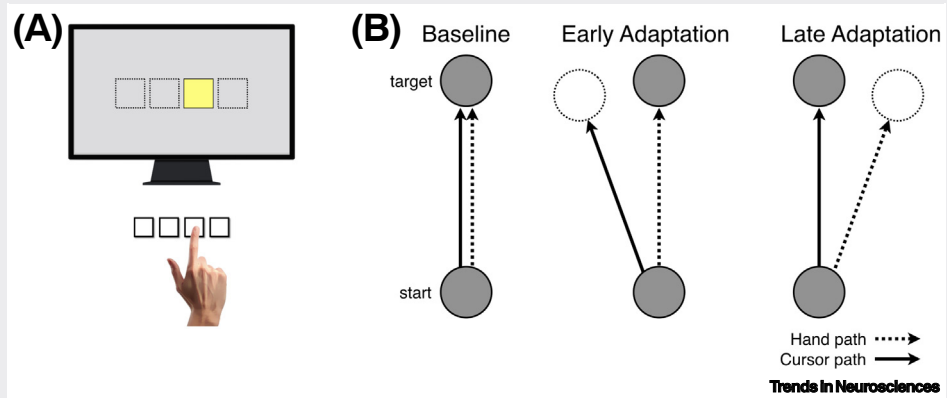 (A)
(B) Baseline Early Adaptation Late Adaptation
target
start
Hand path
Cursor path
Trends in Neurosciences